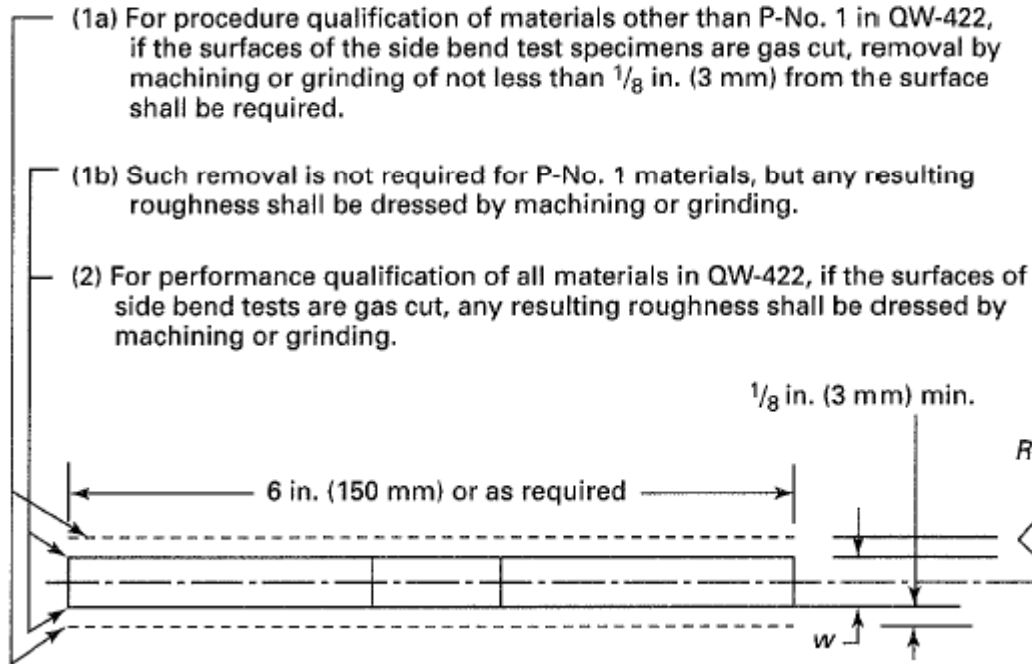 (1a) For procedure qualification of materials other than P-No. 1 in QW-422,
if the surfaces of the side bend test specimens are gas cut, removal by
machining or grinding of not less than 1/8 in. (3 mm) from the surface
shall be required.
(1b) Such removal is not required for P-No. 1 materials, but any resulting
roughness shall be dressed by machining or grinding.
(2) For performance qualification of all materials in QW-422, if the surfaces of
side bend tests are gas cut, any resulting roughness shall be dressed by
machining or grinding.
1/8 in. (3 mm) min.
R
6 in. (150 mm) or as required
w